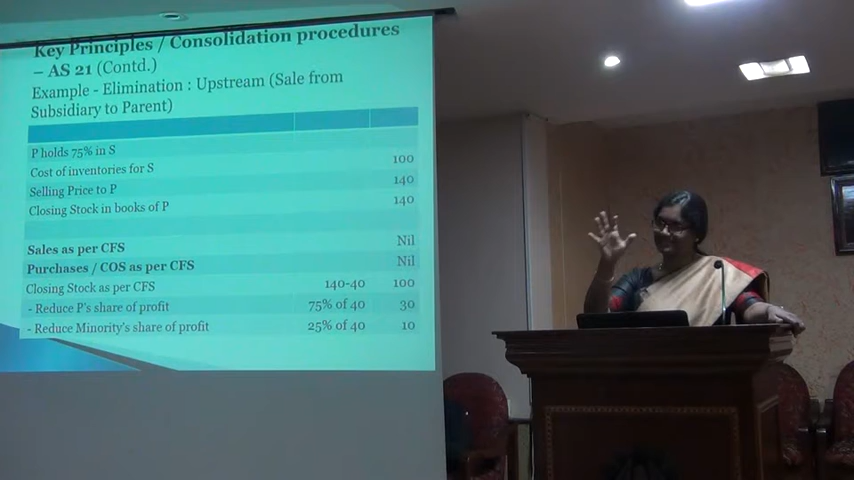 Key Principles / Consolidation procedures
– AS 21 (Contd.)
Example - Elimination : Upstream (Sale from
Subsidiary to Parent)
P holds 75% in S
Cost of inventories for S 100
Selling Price to P 140
Closing Stock in books of P 140
Sales as per CFS Nil
Purchases / COS as per CFS Nil
Closing Stock as per CFS 140-40 100
- Reduce P's share of profit 75% of 40 30
- Reduce Minority's share of profit 25% of 40 10